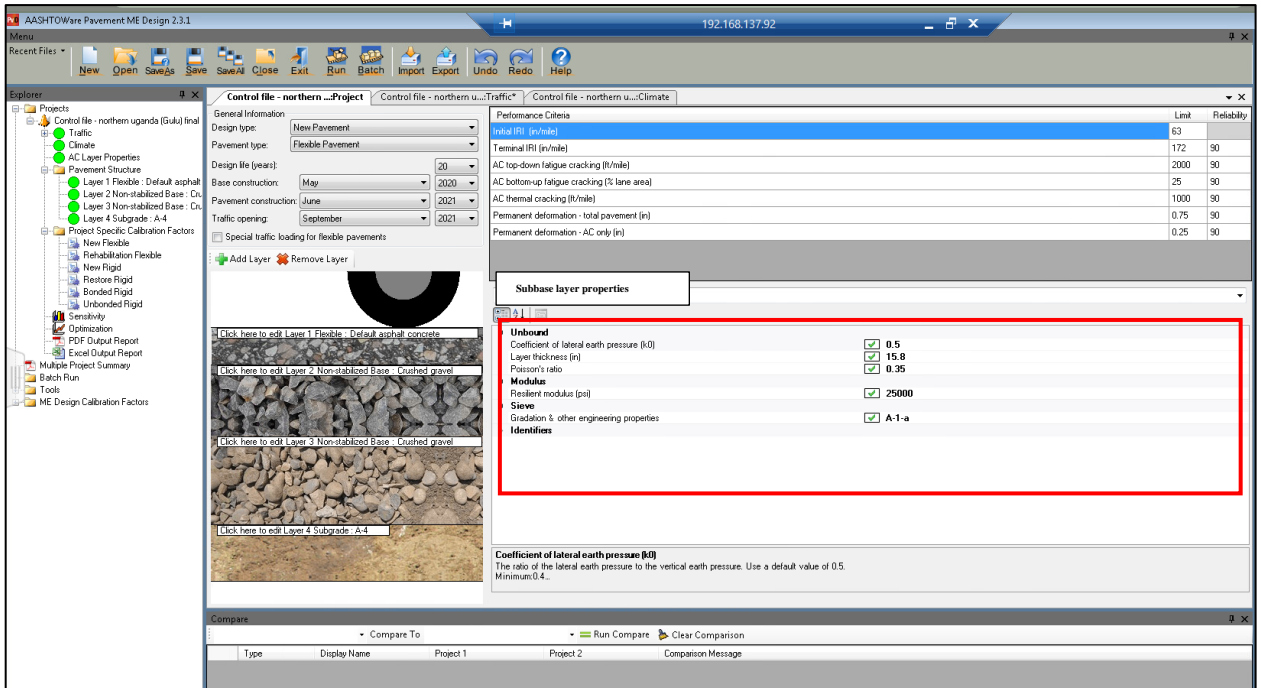 AASHTOWare Pavement ME Design 2.3.1
192.168.137.92
Menu
Recent Files
New Open SaveAs Save SaveAll Close Exit Run Batch Import Export Undo Redo Help
Explorer
Projects
Control file - northern uganda (Gulu) final
Traffic
Climate
AC Layer Properties
Pavement Structure
Layer 1 Flexible : Default asphalt
Layer 2 Non-stabilized Base : Cru
Layer 3 Non-stabilized Base : Cru
Layer 4 Subgrade : A-4
Project Specific Calibration Factors
New Flexible
Rehabilitation Flexible
New Rigid
Restore Rigid
Bonded Rigid
Unbonded Rigid
Sensitivity
Optimization
PDF Output Report
Excel Output Report
Multiple Project Summary
Batch Run
Tools
ME Design Calibration Factors
Control file - northern ...:Project Control file - northern u...:Traffic* Control file - northern u...:Climate
General Information
Design type: New Pavement
Pavement type: Flexible Pavement
Design life (years): 20
Base construction: May 2020
Pavement construction: June 2021
Traffic opening: September 2021
Special traffic loading for flexible pavements
Add Layer Remove Layer
Click here to edit Layer 1 Flexible : Default asphalt concrete
Click here to edit Layer 2 Non-stabilized Base : Crushed gravel
Click here to edit Layer 3 Non-stabilized Base : Crushed gravel
Click here to edit Layer 4 Subgrade : A-4
Performance Criteria Limit Reliability
Initial IRI (in/mile) 63
Terminal IRI (in/mile) 172 90
AC top-down fatigue cracking (ft/mile) 2000 90
AC bottom-up fatigue cracking (% lane area) 25 90
AC thermal cracking (ft/mile) 1000 90
Permanent deformation - total pavement (in) 0.75 90
Permanent deformation - AC only (in) 0.25 90
Subbase layer properties
Unbound
Coefficient of lateral earth pressure (k0) 0.5
Layer thickness (in) 15.8
Poisson's ratio 0.35
Modulus
Resilient modulus (psi) 25000
Sieve
Gradation & other engineering properties A-1-a
Identifiers
Coefficient of lateral earth pressure (k0)
The ratio of the lateral earth pressure to the vertical earth pressure. Use a default value of 0.5.
Minimum:0.4...
Compare
Compare To Run Compare Clear Comparison
Type Display Name Project 1 Project 2 Comparison Message